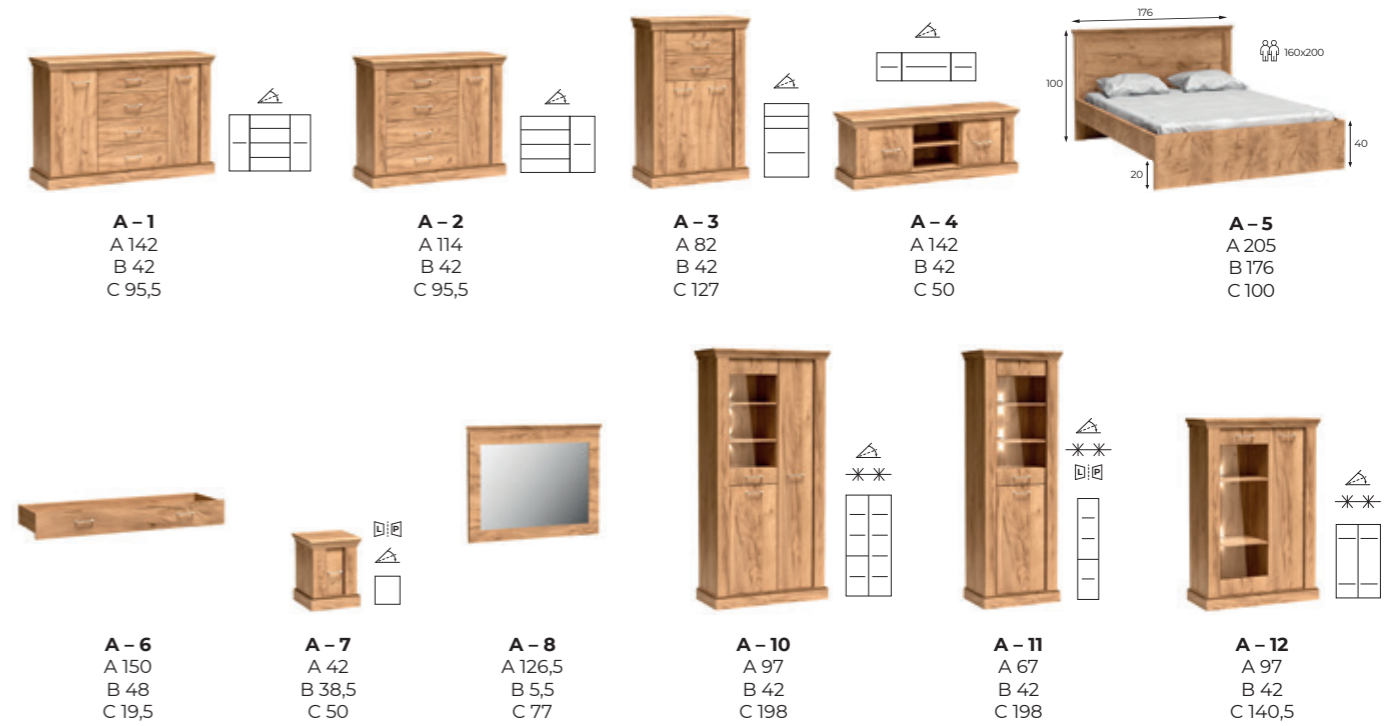 176
160x200
100
40
20
A – 1
A 142
B 42
C 95,5
A – 2
A 114
B 42
C 95,5
A – 3
A 82
B 42
C 127
A – 4
A 142
B 42
C 50
A – 5
A 205
B 176
C 100
L P
L P
A – 6
A 150
B 48
C 19,5
A – 7
A 42
B 38,5
C 50
A – 8
A 126,5
B 5,5
C 77
A – 10
A 97
B 42
C 198
A – 11
A 67
B 42
C 198
A – 12
A 97
B 42
C 140,5